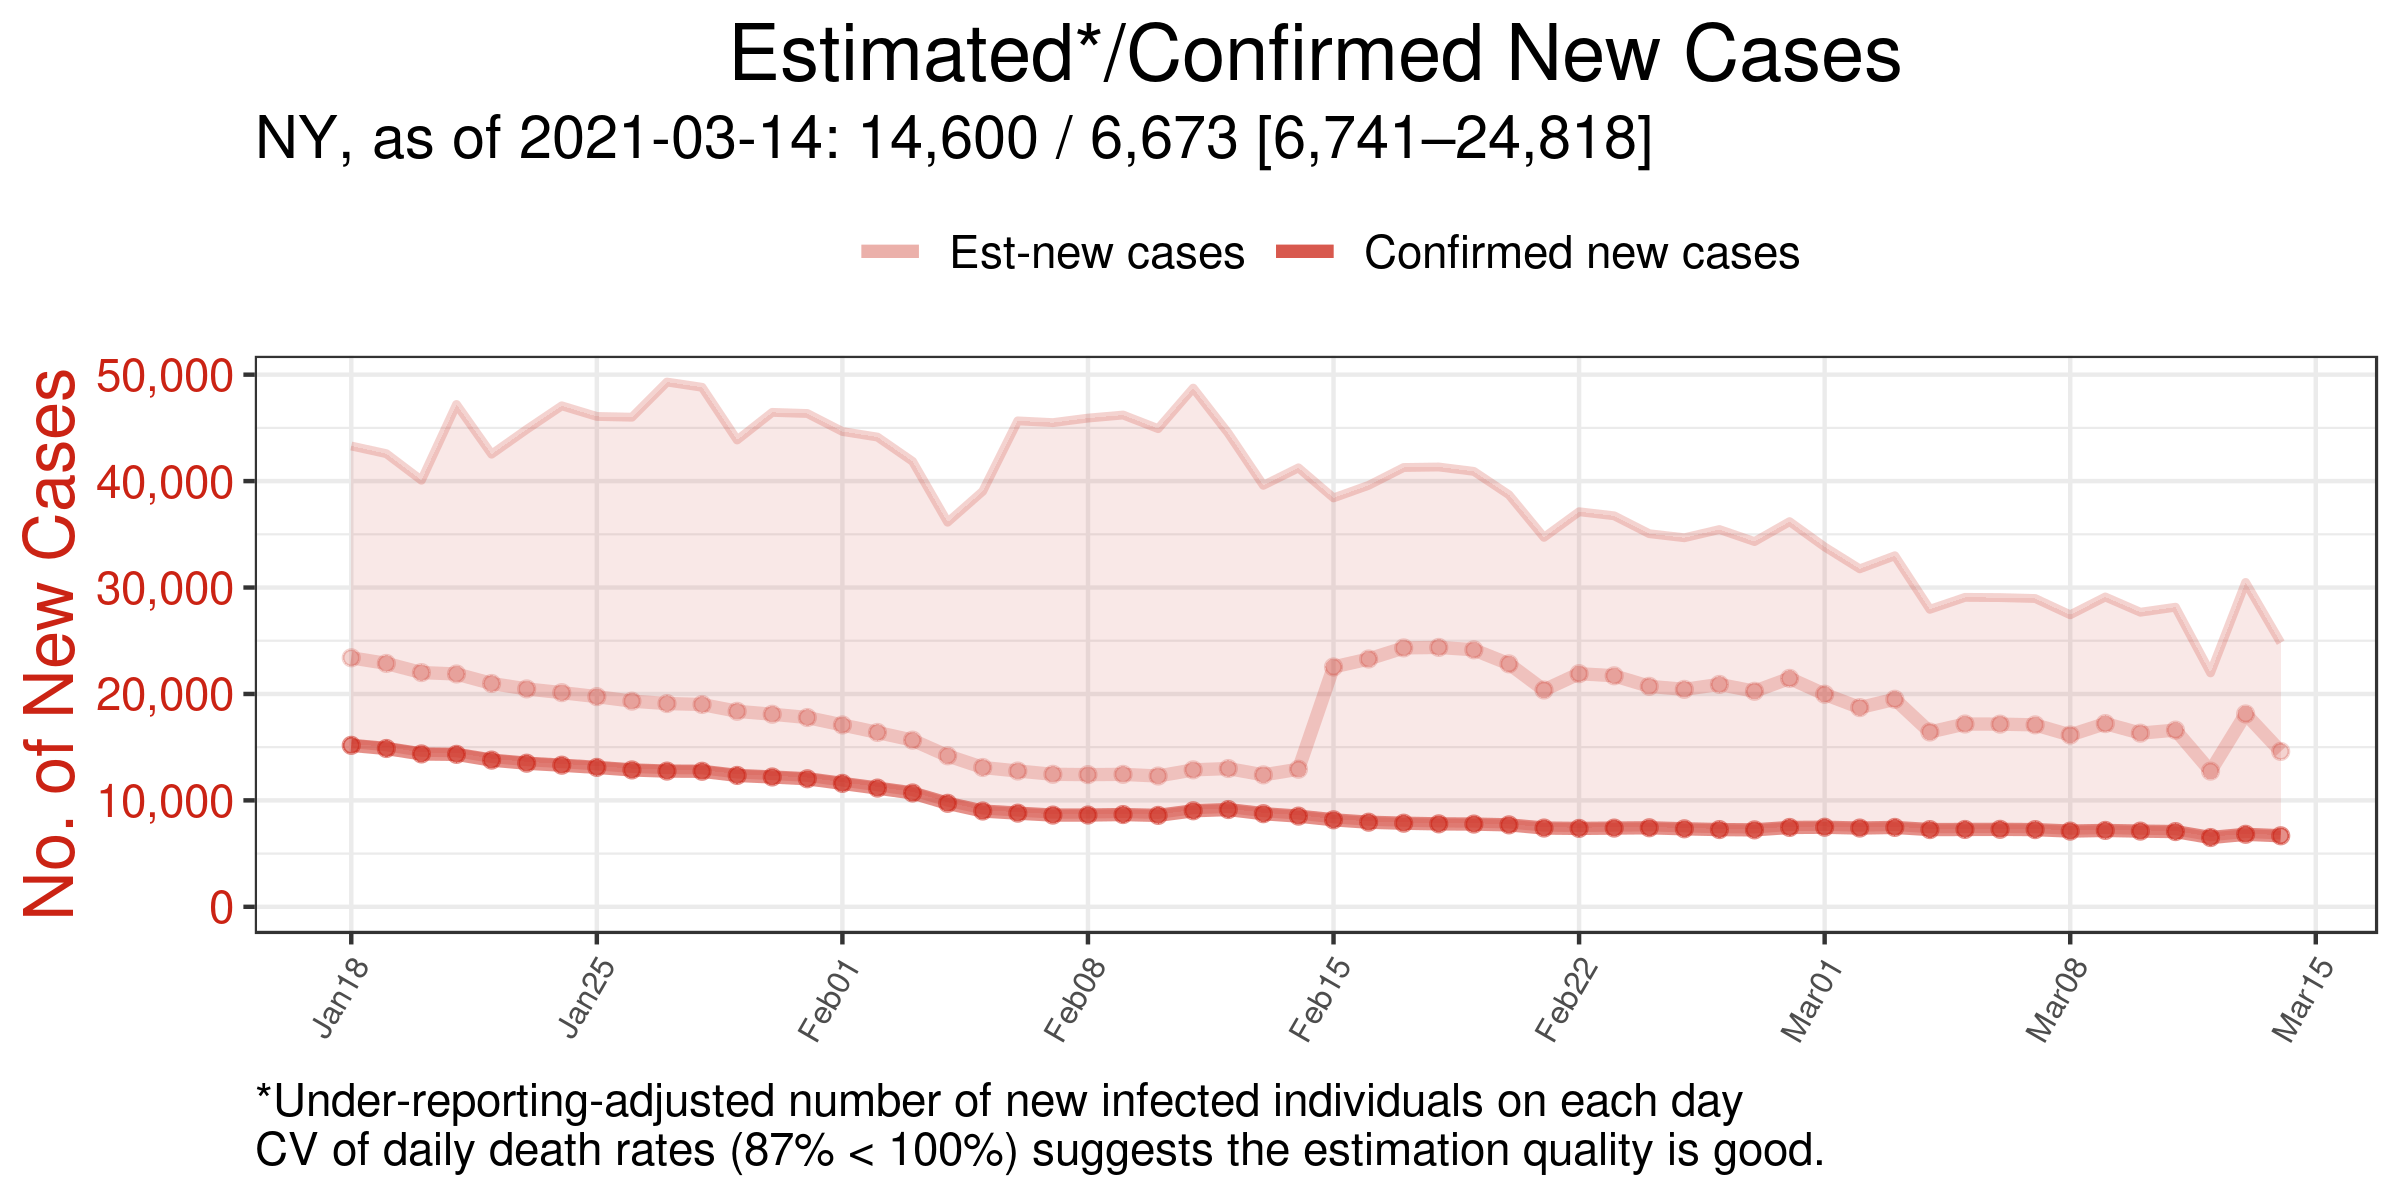 Estimated*/Confirmed New Cases
NY, as of 2021-03-14: 14,600 / 6,673 [6,741–24,818]
Est-new cases
Confirmed new cases
No. of New Cases
50,000
40,000
30,000
20,000
10,000
0
Jan18
Jan25
Feb01
Feb08
Feb15
Feb22
Mar01
Mar08
Mar15
*Under-reporting-adjusted number of new infected individuals on each day
CV of daily death rates (87% < 100%) suggests the estimation quality is good.